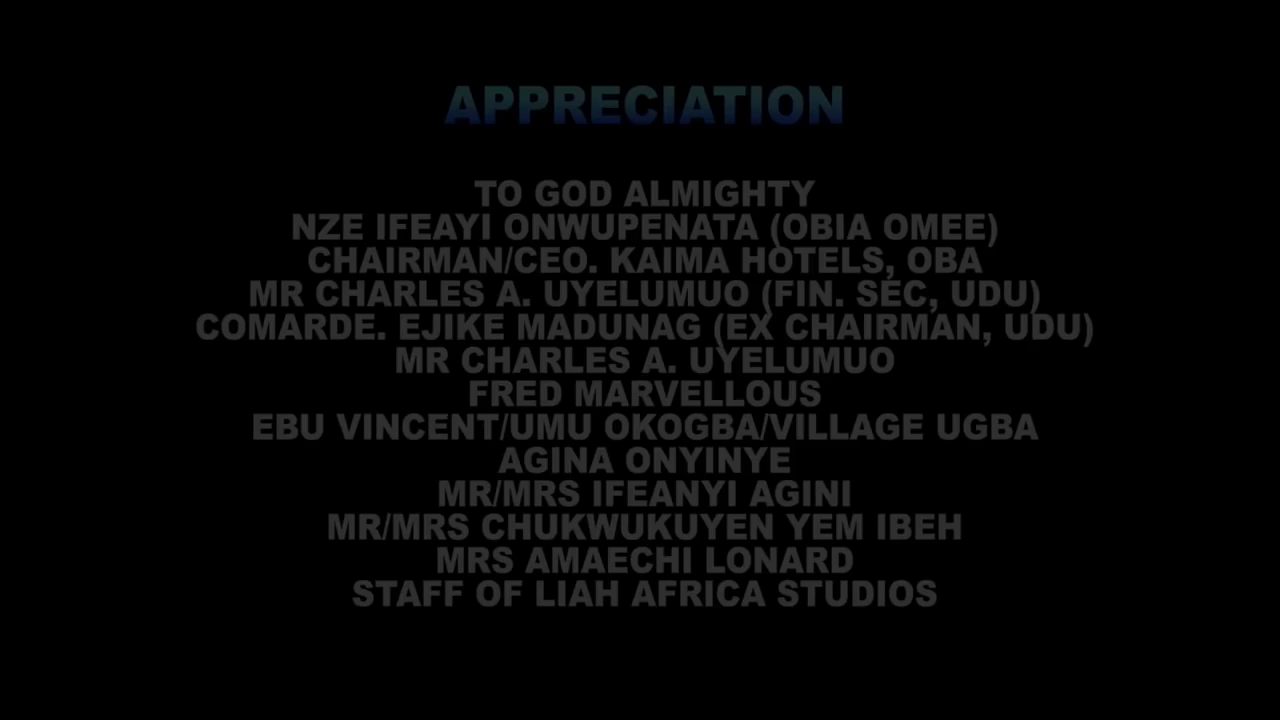 APPRECIATION
TO GOD ALMIGHTY
NZE IFEAYI ONWUPENATA (OBIA OMEE)
CHAIRMAN/CEO. KAIMA HOTELS, OBA
MR CHARLES A. UYELUMUO (FIN. SEC, UDU)
COMARDE. EJIKE MADUNAG (EX CHAIRMAN, UDU)
MR CHARLES A. UYELUMUO
FRED MARVELLOUS
EBU VINCENT/UMU OKOGBA/VILLAGE UGBA
AGINA ONYINYE
MR/MRS IFEANYI AGINI
MR/MRS CHUKWUKUYEN YEM IBEH
MRS AMAECHI LONARD
STAFF OF LIAH AFRICA STUDIOS